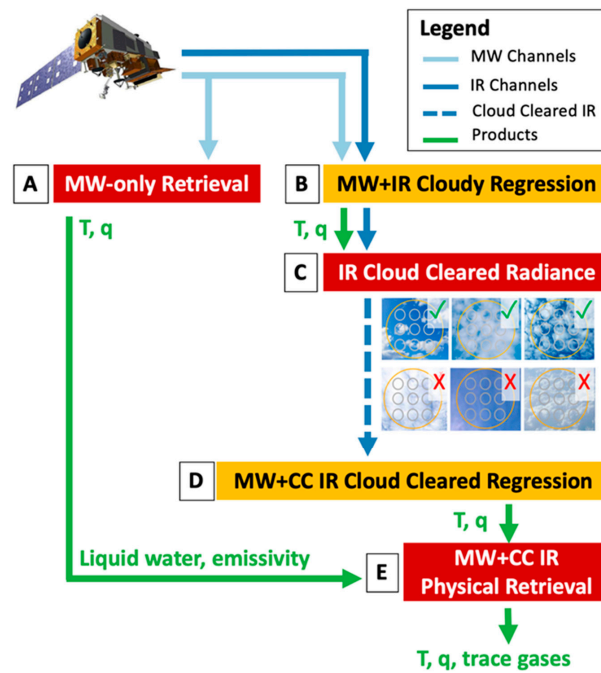 Legend
MW Channels
IR Channels
Cloud Cleared IR
Products
A
MW-only Retrieval
B
MW+IR Cloudy Regression
T, q
T, q
C
IR Cloud Cleared Radiance
✓
✓
✓
X
X
X
D
MW+CC IR Cloud Cleared Regression
T, q
Liquid water, emissivity
E
MW+CC IR
Physical Retrieval
T, q, trace gases